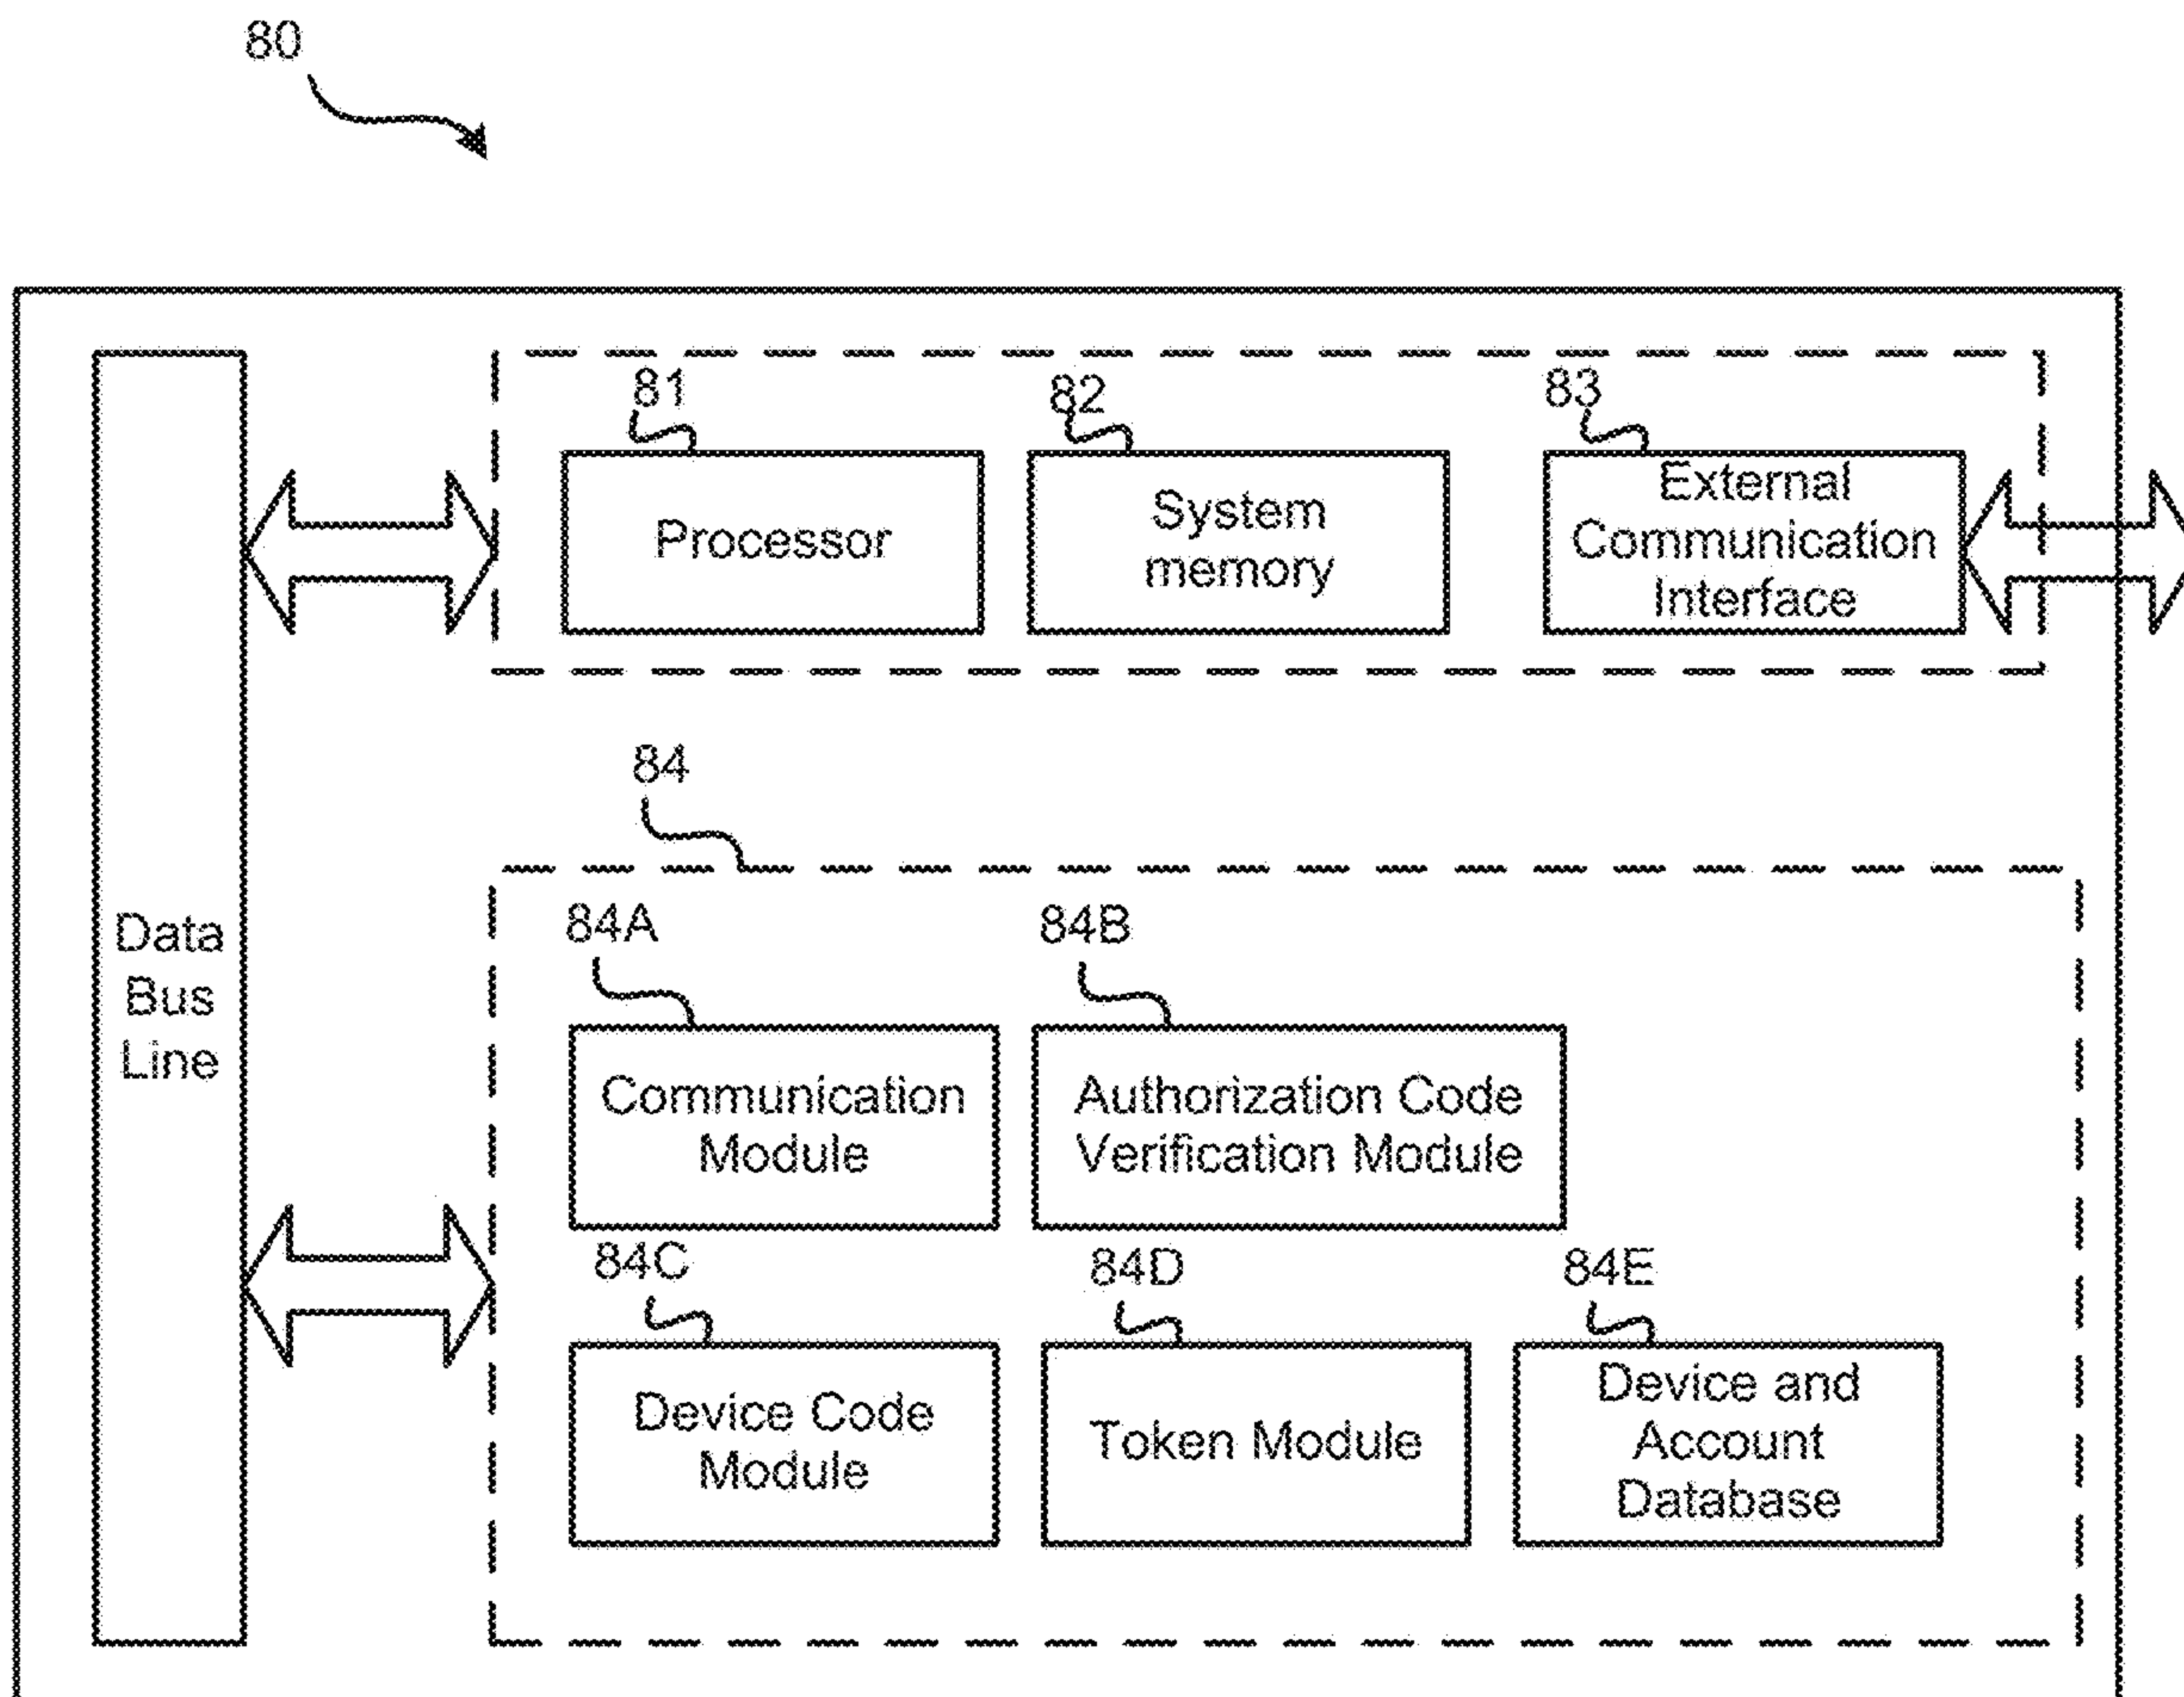 80
81
82
83
Processor
System
memory
External
Communication
Interface
Data
Bus
Line
84
84A
84B
Communication
Module
Authorization Code
Verification Module
84C
84D
84E
Device Code
Module
Token Module
Device and
Account
Database